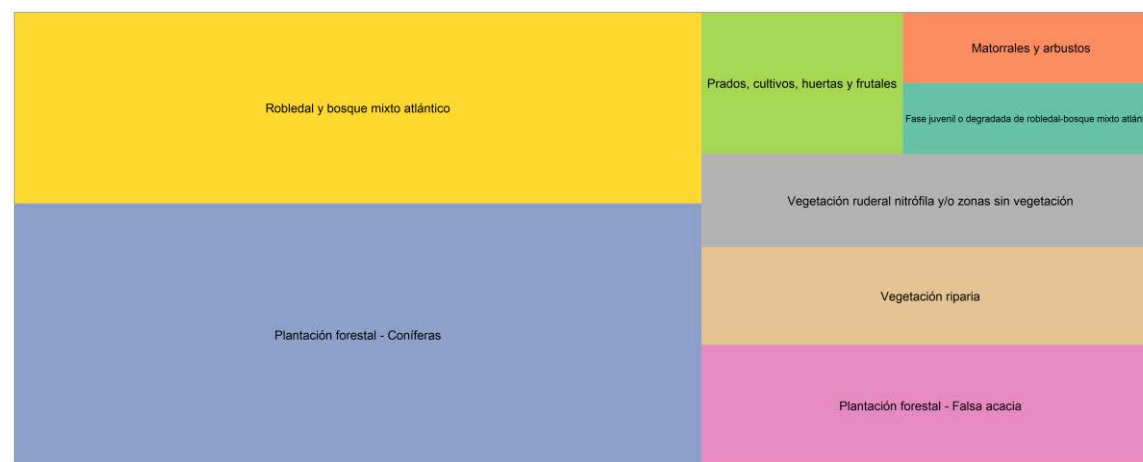 Robledal y bosque mixto atlántico
Plantación forestal - Coníferas
Prados, cultivos, huertas y frutales
Matorrales y arbustos
Fase juvenil o degradada de robledal-bosque mixto
Vegetación ruderal nitrófila y/o zonas sin vegetación
Vegetación riparia
Plantación forestal - Falsa acacia